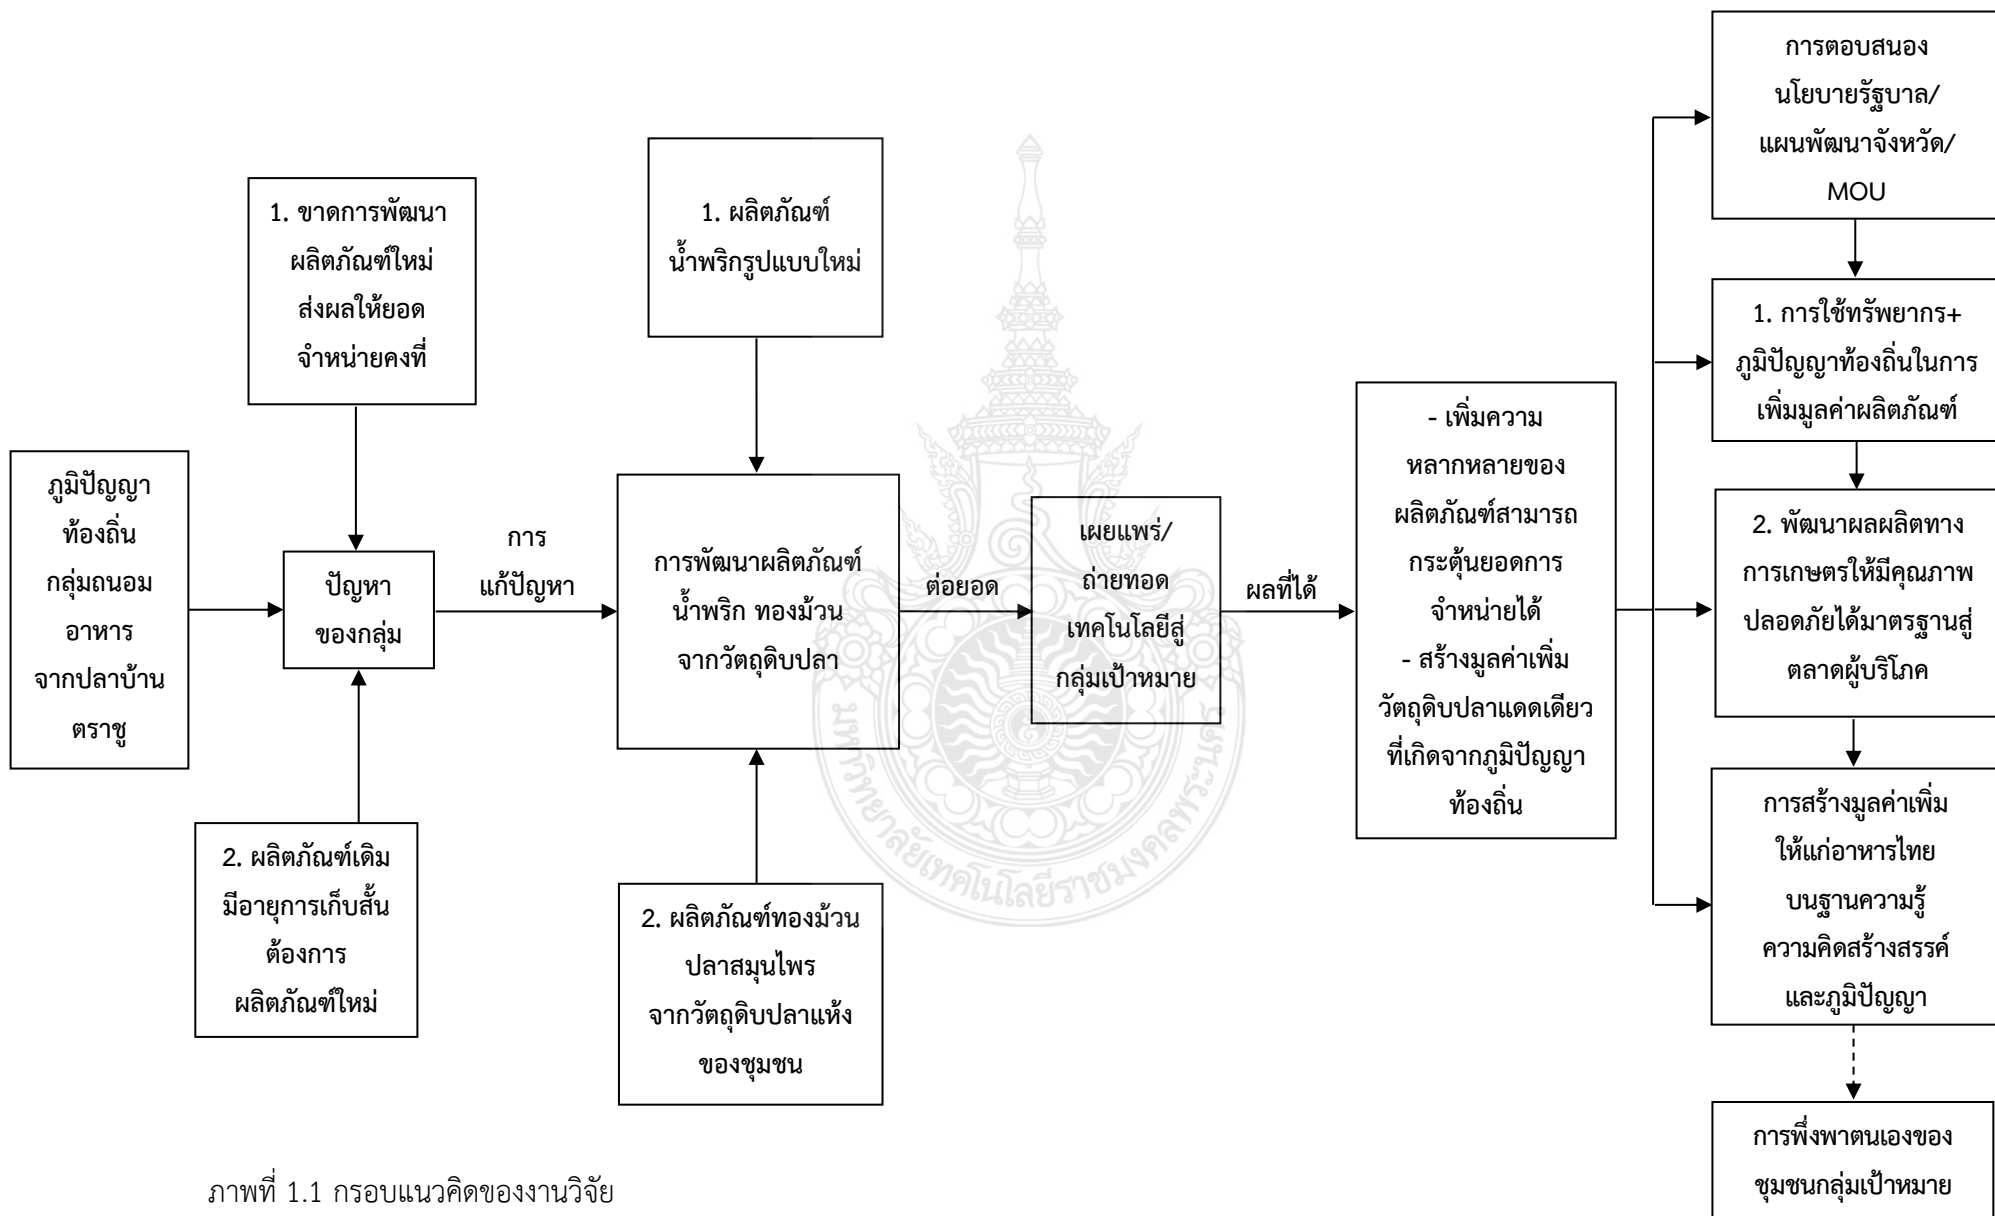 ภูมิปัญญา
ท้องถิ่น
กลุ่มถนอม
อาหาร
จากปลาบ้าน
ตราชู
1. ขาดการพัฒนา
ผลิตภัณฑ์ใหม่
ส่งผลให้ยอด
จำหน่ายคงที่
ปัญหา
ของกลุ่ม
2. ผลิตภัณฑ์เดิม
มีอายุการเก็บสั้น
ต้องการ
ผลิตภัณฑ์ใหม่
การ
แก้ปัญหา
1. ผลิตภัณฑ์
น้ำพริกรูปแบบใหม่
การพัฒนาผลิตภัณฑ์
น้ำพริก ทองม้วน
จากวัตถุดิบปลา
2. ผลิตภัณฑ์ทองม้วน
ปลาสมุนไพร
จากวัตถุดิบปลาแห้ง
ของชุมชน
ต่อยอด
เผยแพร่/
ถ่ายทอด
เทคโนโลยีสู่
กลุ่มเป้าหมาย
ผลที่ได้
- เพิ่มความ
หลากหลายของ
ผลิตภัณฑ์สามารถ
กระตุ้นยอดการ
จำหน่ายได้
- สร้างมูลค่าเพิ่ม
วัตถุดิบปลาแดดเดียว
ที่เกิดจากภูมิปัญญา
ท้องถิ่น
การตอบสนอง
นโยบายรัฐบาล/
แผนพัฒนาจังหวัด/
MOU
1. การใช้ทรัพยากร+
ภูมิปัญญาท้องถิ่นในการ
เพิ่มมูลค่าผลิตภัณฑ์
2. พัฒนาผลผลิตทาง
การเกษตรให้มีคุณภาพ
ปลอดภัยได้มาตรฐานสู่
ตลาดผู้บริโภค
การสร้างมูลค่าเพิ่ม
ให้แก่อาหารไทย
บนฐานความรู้
ความคิดสร้างสรรค์
และภูมิปัญญา
การพึ่งพาตนเองของ
ชุมชนกลุ่มเป้าหมาย
มหาวิทยาลัยเทคโนโลยีราชมงคลพระนคร
ภาพที่ 1.1 กรอบแนวคิดของงานวิจัย